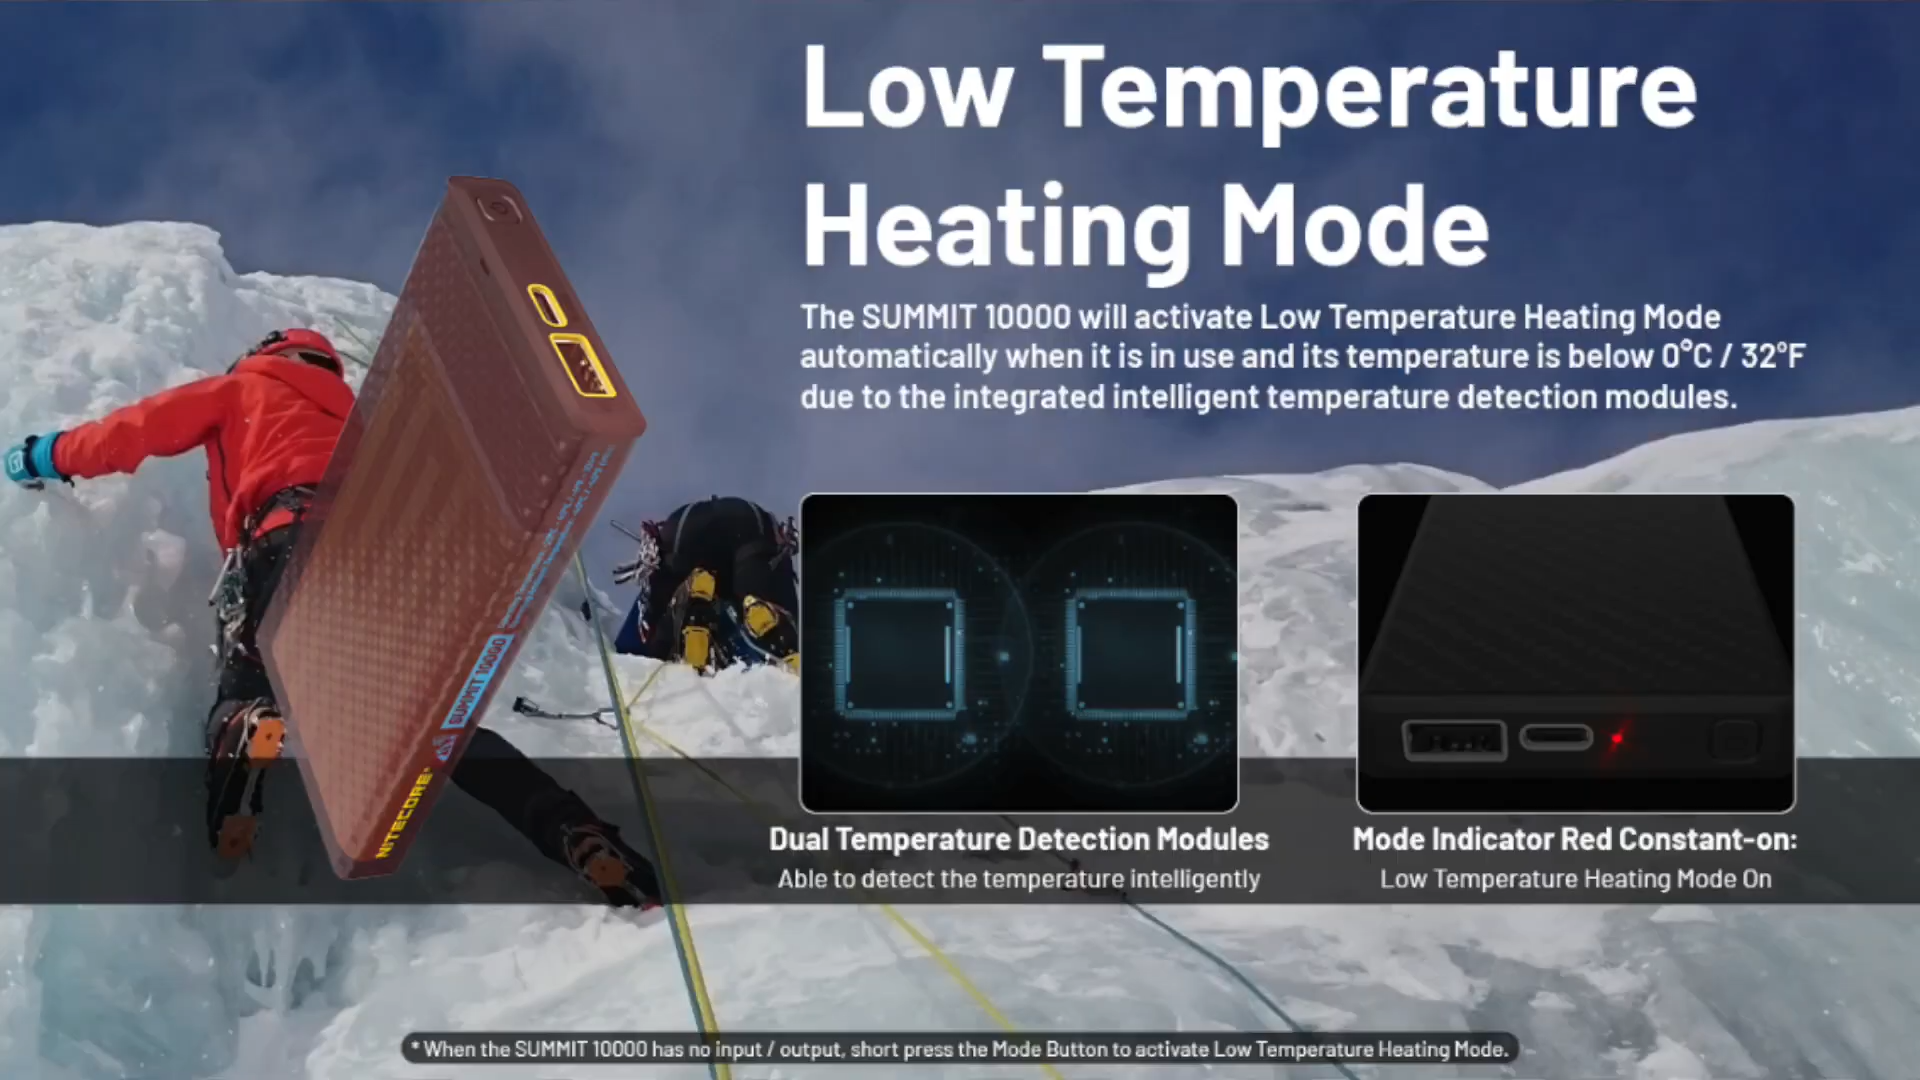 Low Temperature
Heating Mode
The SUMMIT 10000 will activate Low Temperature Heating Mode
automatically when it is in use and its temperature is below 0°C / 32°F
due to the integrated intelligent temperature detection modules.
SUMMIT 10000
NITECORE®
Dual Temperature Detection Modules
Able to detect the temperature intelligently
Mode Indicator Red Constant-on:
Low Temperature Heating Mode On
* When the SUMMIT 10000 has no input / output, short press the Mode Button to activate Low Temperature Heating Mode.